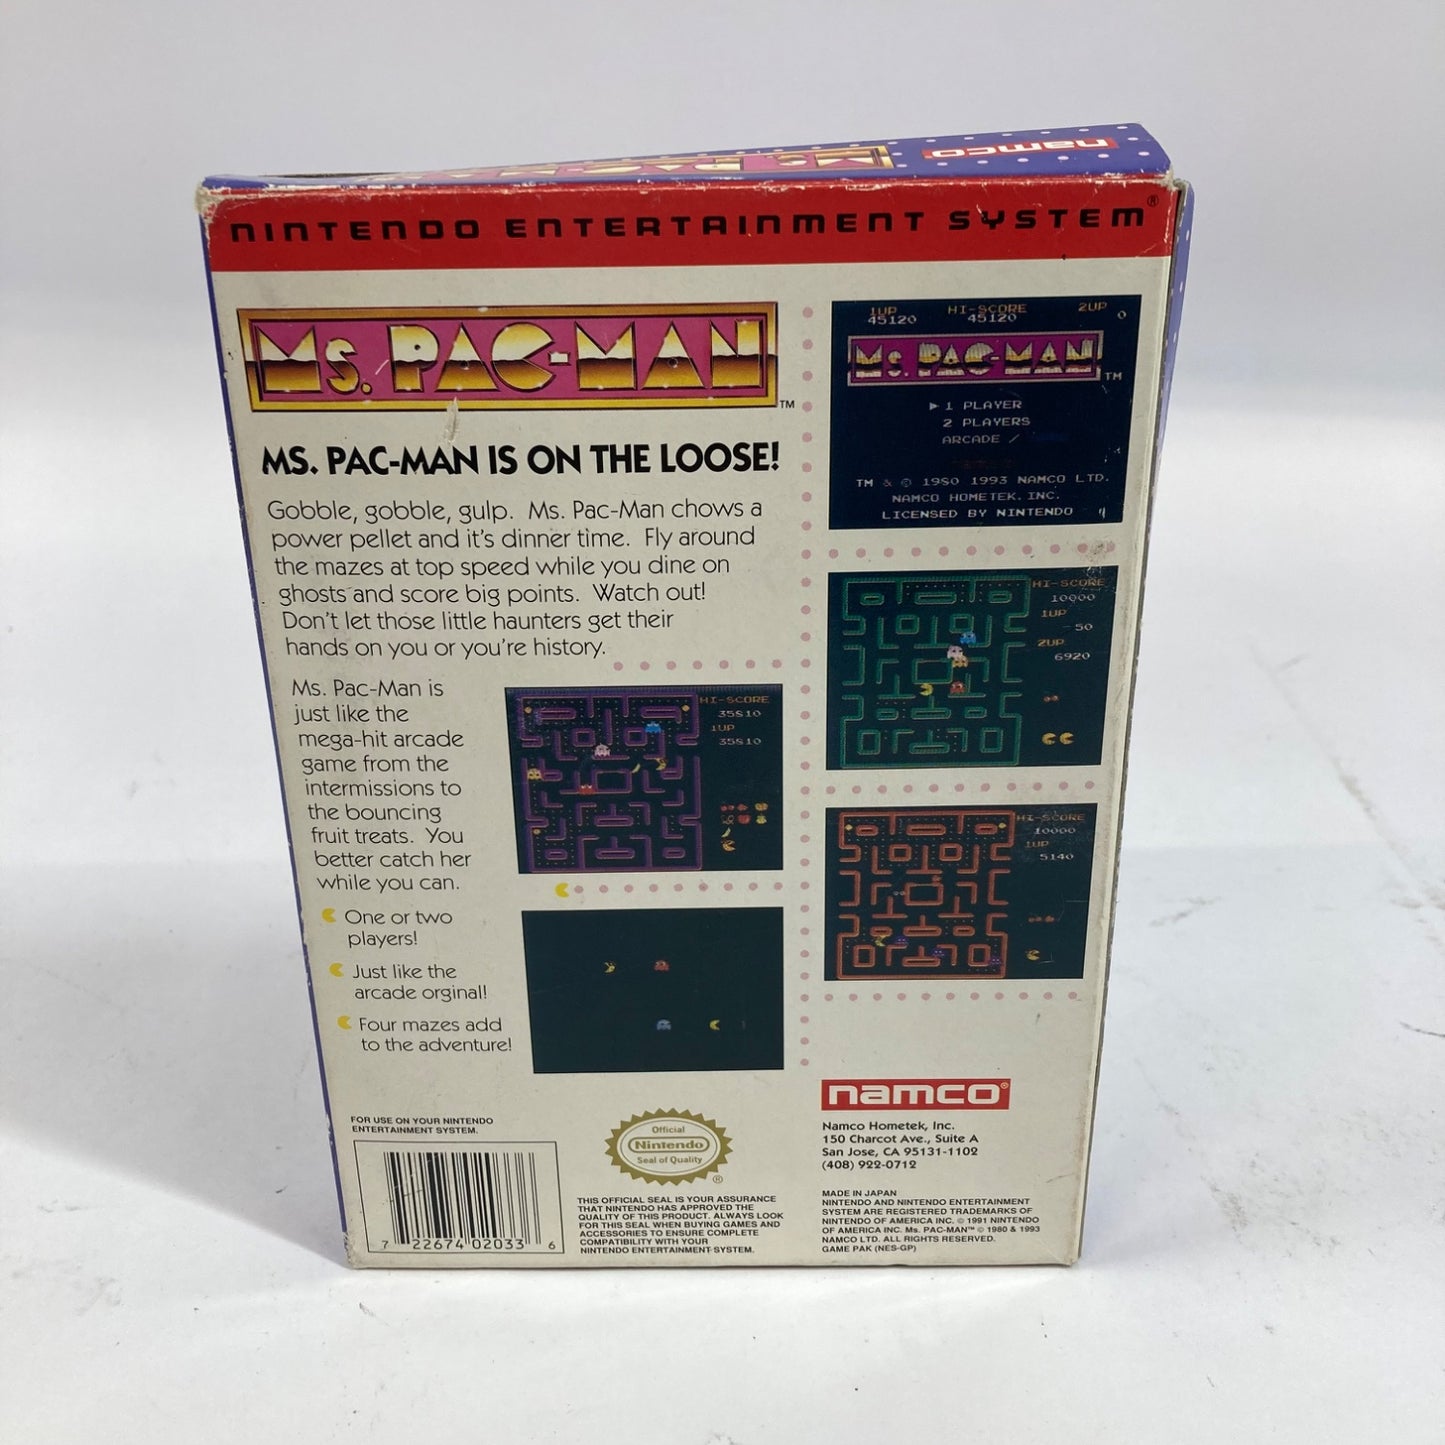 Ms. PAC-MAN namco
NINTENDO ENTERTAINMENT SYSTEM®
Ms. PAC-MAN™
MS. PAC-MAN IS ON THE LOOSE!
Gobble, gobble, gulp. Ms. Pac-Man chows a
power pellet and it's dinner time. Fly around
the mazes at top speed while you dine on
ghosts and score big points. Watch out!
Don't let those little haunters get their
hands on you or you're history.
Ms. Pac-Man is
just like the
mega-hit arcade
game from the
intermissions to
the bouncing
fruit treats. You
better catch her
while you can.
One or two
players!
Just like the
arcade orginal!
Four mazes add
to the adventure!
1UP HI-SCORE 2UP
45120 45120 0
Ms. PAC-MAN™
1 PLAYER
2 PLAYERS
ARCADE /
TM & © 1980 1993 NAMCO LTD.
NAMCO HOMETEK, INC.
LICENSED BY NINTENDO
HI-SCORE
10000
1UP
50
2UP
6920
HI-SCORE
35810
1UP
35810
HI-SCORE
10000
1UP
5140
FOR USE ON YOUR NINTENDO
ENTERTAINMENT SYSTEM.
7 22674 02033 6
Official
Nintendo
Seal of Quality
®
THIS OFFICIAL SEAL IS YOUR ASSURANCE
THAT NINTENDO HAS APPROVED THE
QUALITY OF THIS PRODUCT. ALWAYS LOOK
FOR THIS SEAL WHEN BUYING GAMES AND
ACCESSORIES TO ENSURE COMPLETE
COMPATIBILITY WITH YOUR
NINTENDO ENTERTAINMENT SYSTEM.
namco®
Namco Hometek, Inc.
150 Charcot Ave., Suite A
San Jose, CA 95131-1102
(408) 922-0712
MADE IN JAPAN
NINTENDO AND NINTENDO ENTERTAINMENT
SYSTEM ARE REGISTERED TRADEMARKS OF
NINTENDO OF AMERICA INC. © 1991 NINTENDO
OF AMERICA INC. Ms. PAC-MAN™ © 1980 & 1993
NAMCO LTD. ALL RIGHTS RESERVED.
GAME PAK (NES-GP)